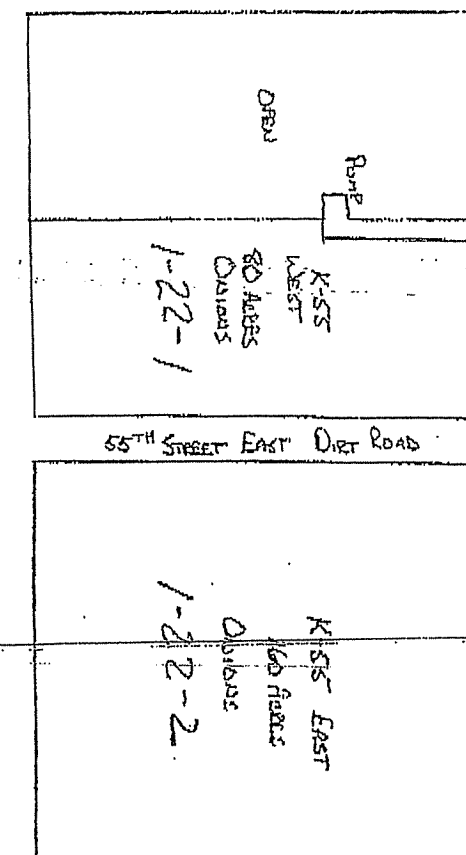 OPEN
PUMP
K-55
WEST
80 ACRES
ONIONS
1-22-1
55TH STREET EAST DIRT ROAD
K-55 EAST
160 ACRES
ONIONS
1-22-2